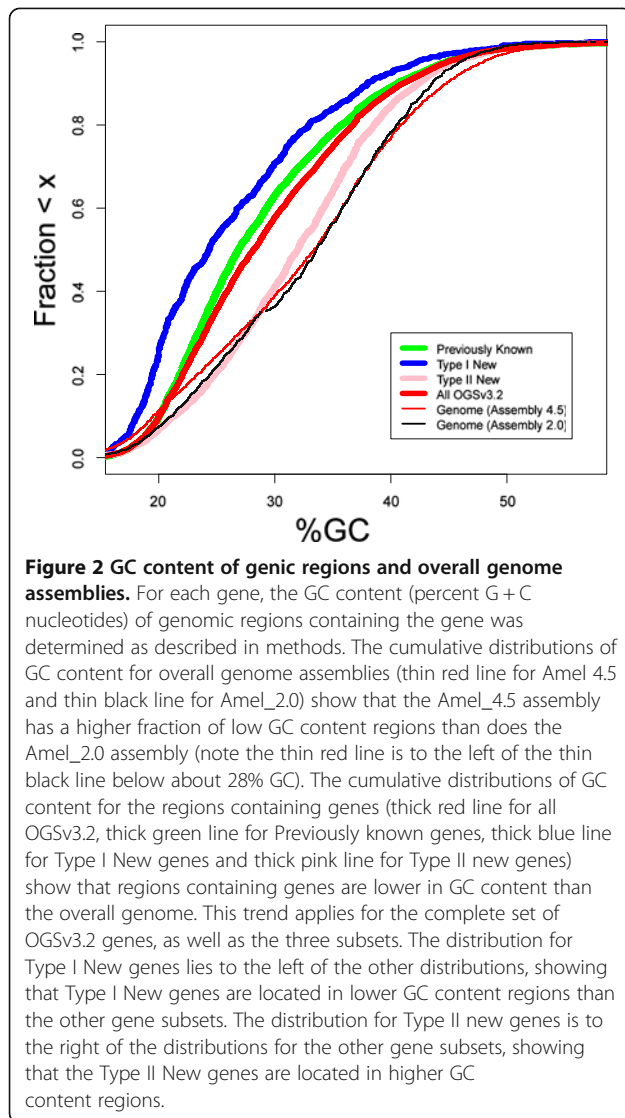 1.0
0.8
0.6
0.4
0.2
0.0
Fraction < x
Previously Known
Type I New
Type II New
All OGSv3.2
Genome (Assembly 4.5)
Genome (Assembly 2.0)
20 30 40 50
%GC
Figure 2 GC content of genic regions and overall genome
assemblies. For each gene, the GC content (percent G + C
nucleotides) of genomic regions containing the gene was
determined as described in methods. The cumulative distributions of
GC content for overall genome assemblies (thin red line for Amel 4.5
and thin black line for Amel_2.0) show that the Amel_4.5 assembly
has a higher fraction of low GC content regions than does the
Amel_2.0 assembly (note the thin red line is to the left of the thin
black line below about 28% GC). The cumulative distributions of GC
content for the regions containing genes (thick red line for all
OGSv3.2, thick green line for Previously known genes, thick blue line
for Type I New genes and thick pink line for Type II new genes)
show that regions containing genes are lower in GC content than
the overall genome. This trend applies for the complete set of
OGSv3.2 genes, as well as the three subsets. The distribution for
Type I New genes lies to the left of the other distributions, showing
that Type I New genes are located in lower GC content regions than
the other gene subsets. The distribution for Type II new genes is to
the right of the distributions for the other gene subsets, showing
that the Type II New genes are located in higher GC
content regions.